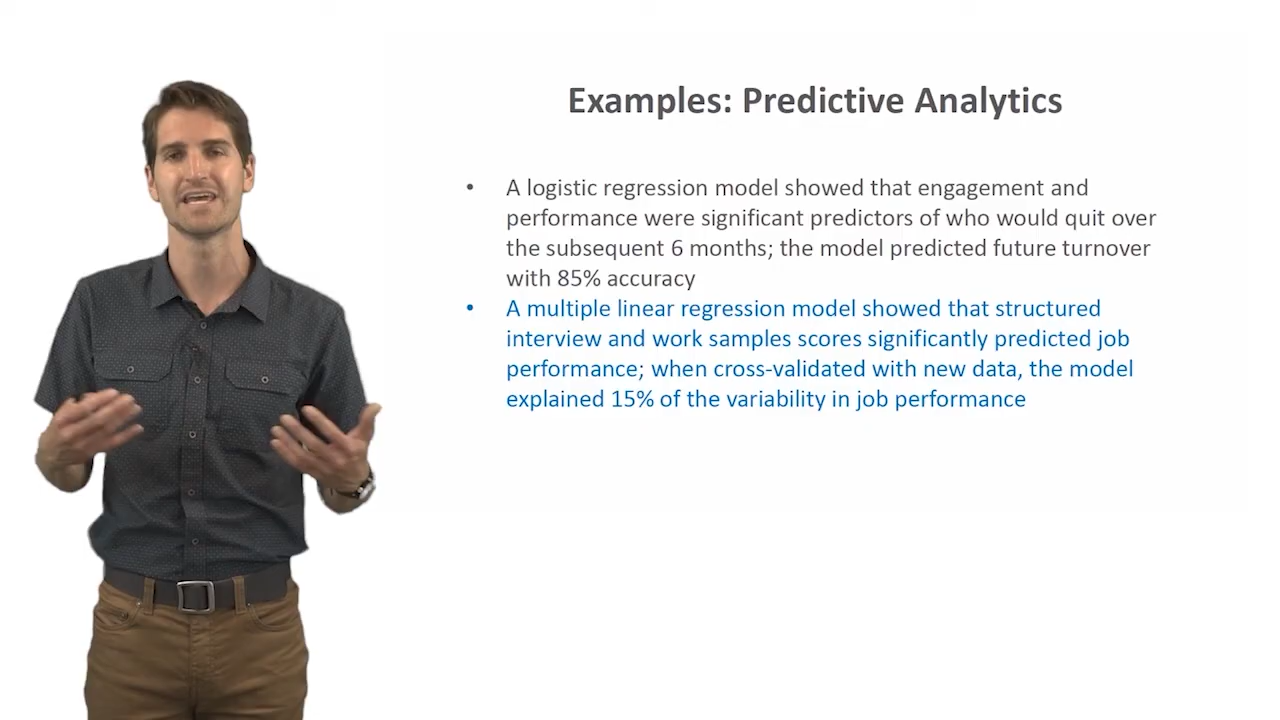 Examples: Predictive Analytics
• A logistic regression model showed that engagement and
performance were significant predictors of who would quit over
the subsequent 6 months; the model predicted future turnover
with 85% accuracy
• A multiple linear regression model showed that structured
interview and work samples scores significantly predicted job
performance; when cross-validated with new data, the model
explained 15% of the variability in job performance